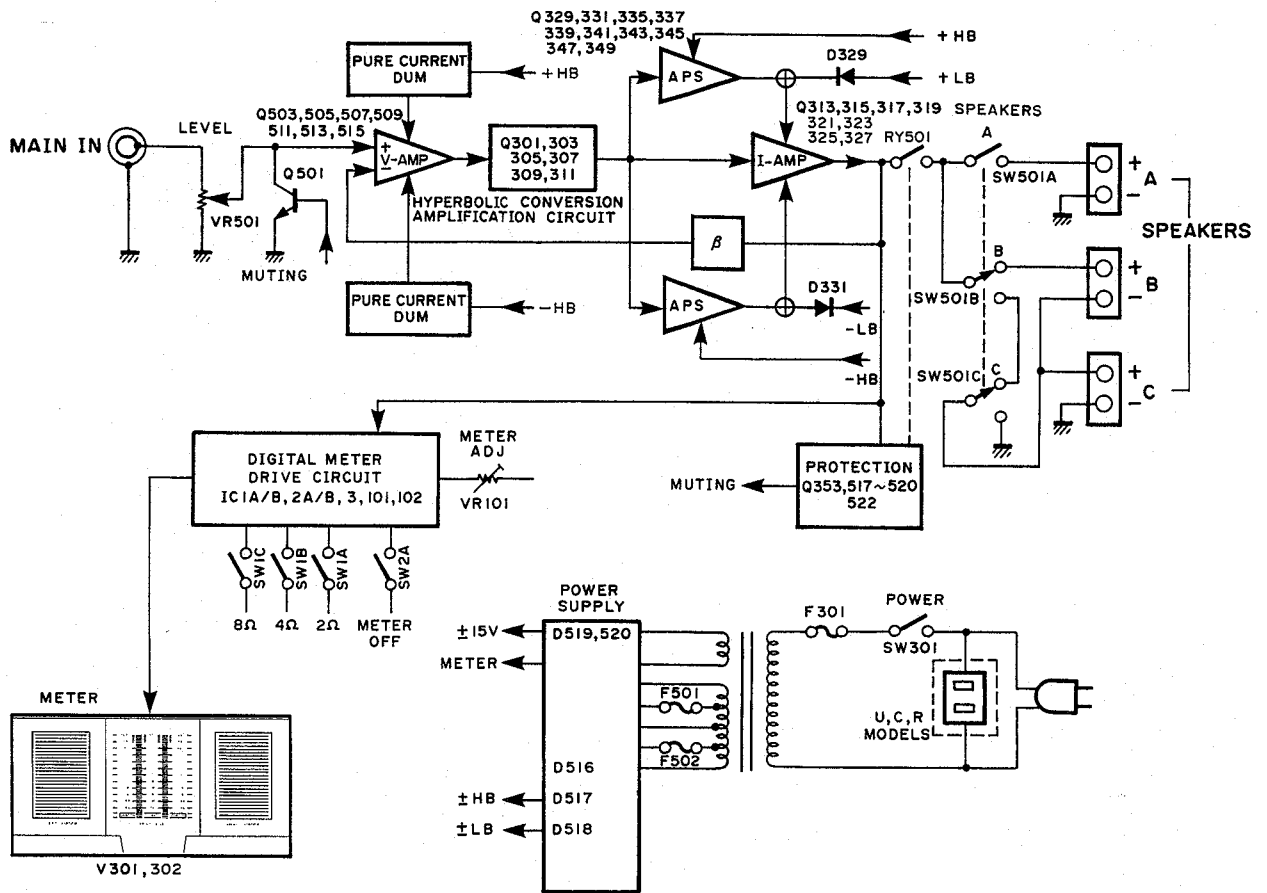 Q329,331,335,337
339,341,343,345
347,349
+HB
D329
+LB
PURE CURRENT
DUM
+HB
APS
Q503,505,507,509
511,513,515
Q313,315,317,319
321,323
325,327
SPEAKERS
RY501
A
SW501A
MAIN IN
LEVEL
VR501
Q501
MUTING
+
V-AMP
−
Q301,303
305,307
309,311
HYPERBOLIC CONVERSION
AMPLIFICATION CIRCUIT
I-AMP
+
A
−
SPEAKERS
β
B
SW501B
+
B
−
PURE CURRENT
DUM
−HB
APS
D331
−LB
−HB
SW501C
C
+
C
−
DIGITAL METER
DRIVE CIRCUIT
IC1A/B, 2A/B, 3, 101, 102
METER
ADJ
VR101
MUTING
PROTECTION
Q353,517~520
522
SW1C
SW1B
SW1A
SW2A
8Ω
4Ω
2Ω
METER
OFF
POWER
SUPPLY
±15V
D519,520
METER
F501
F502
D516
±HB
D517
±LB
D518
F301
POWER
SW301
U,C,R
MODELS
METER
V301,302